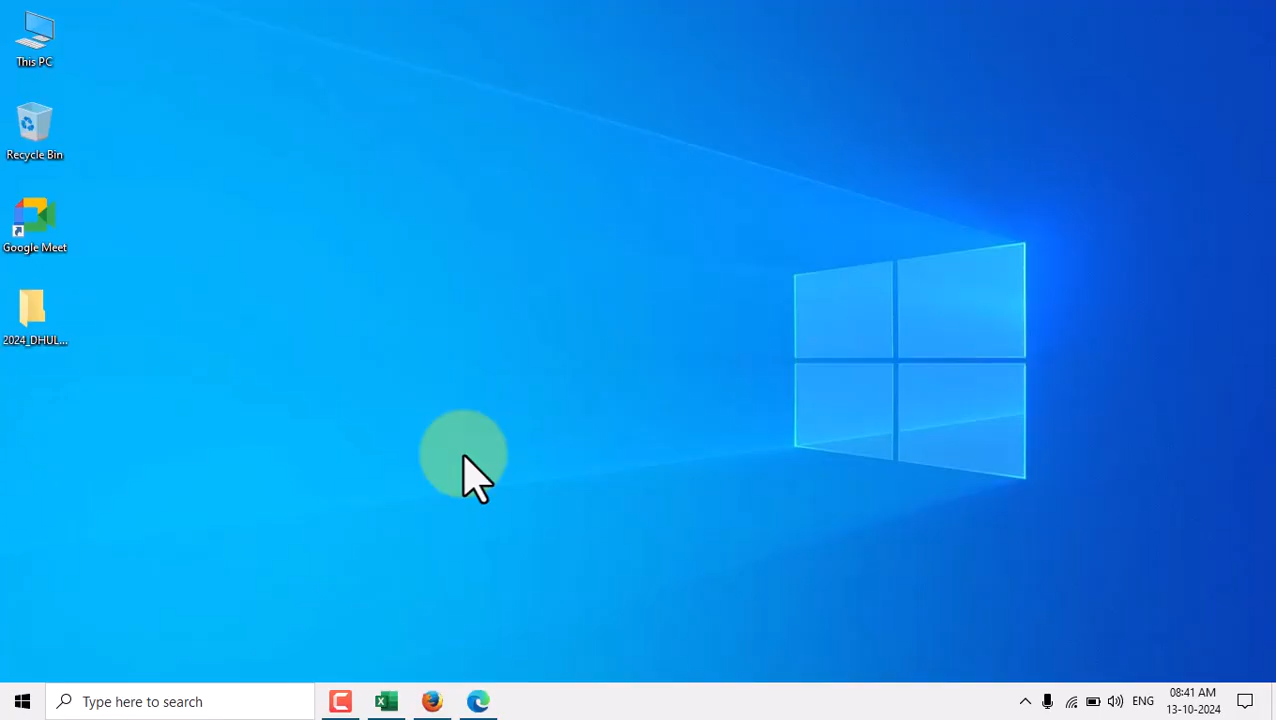 This PC
Recycle Bin
Google Meet
2024_DHUL...
Type here to search
ENG
08:41 AM
13-10-2024